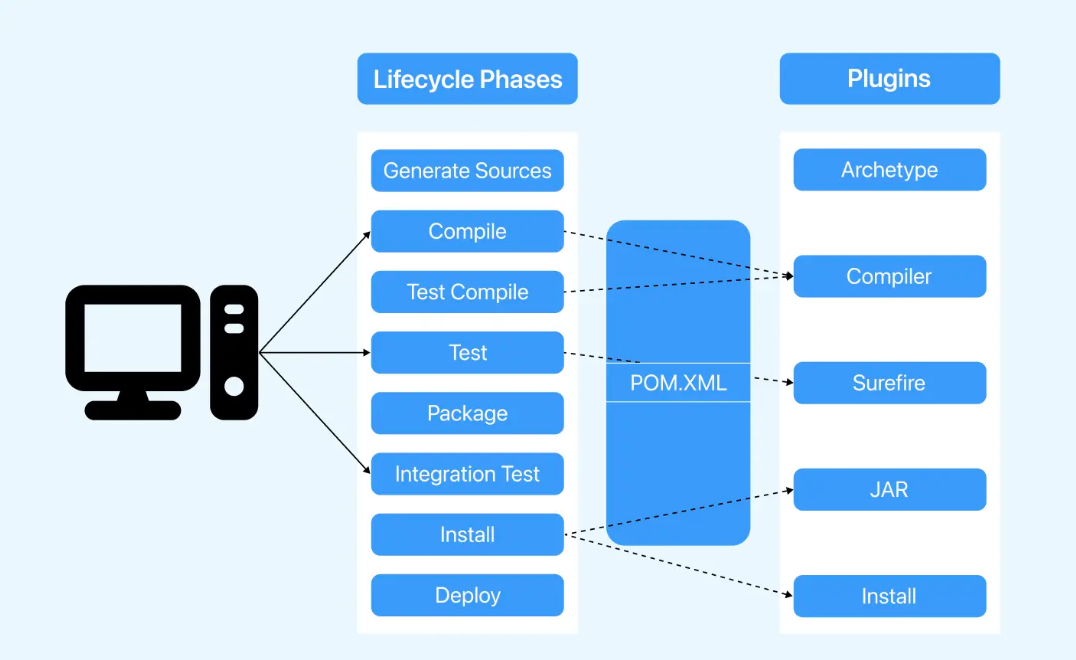 Lifecycle Phases
Generate Sources
Compile
Test Compile
Test
Package
Integration Test
Install
Deploy
POM.XML
Plugins
Archetype
Compiler
Surefire
JAR
Install